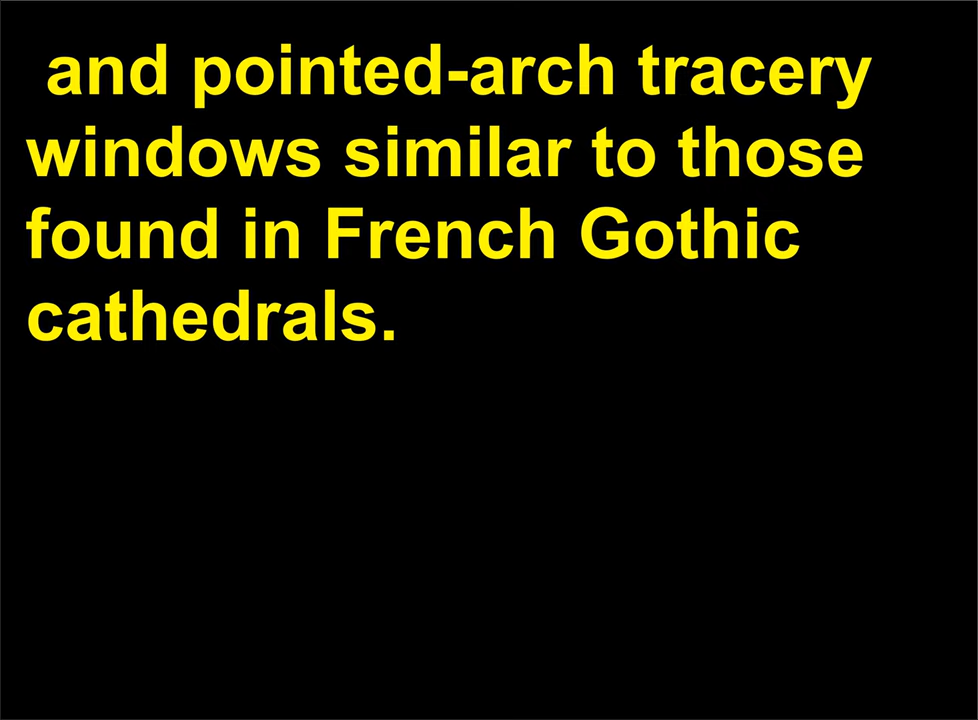 and pointed-arch tracery
windows similar to those
found in French Gothic
cathedrals.